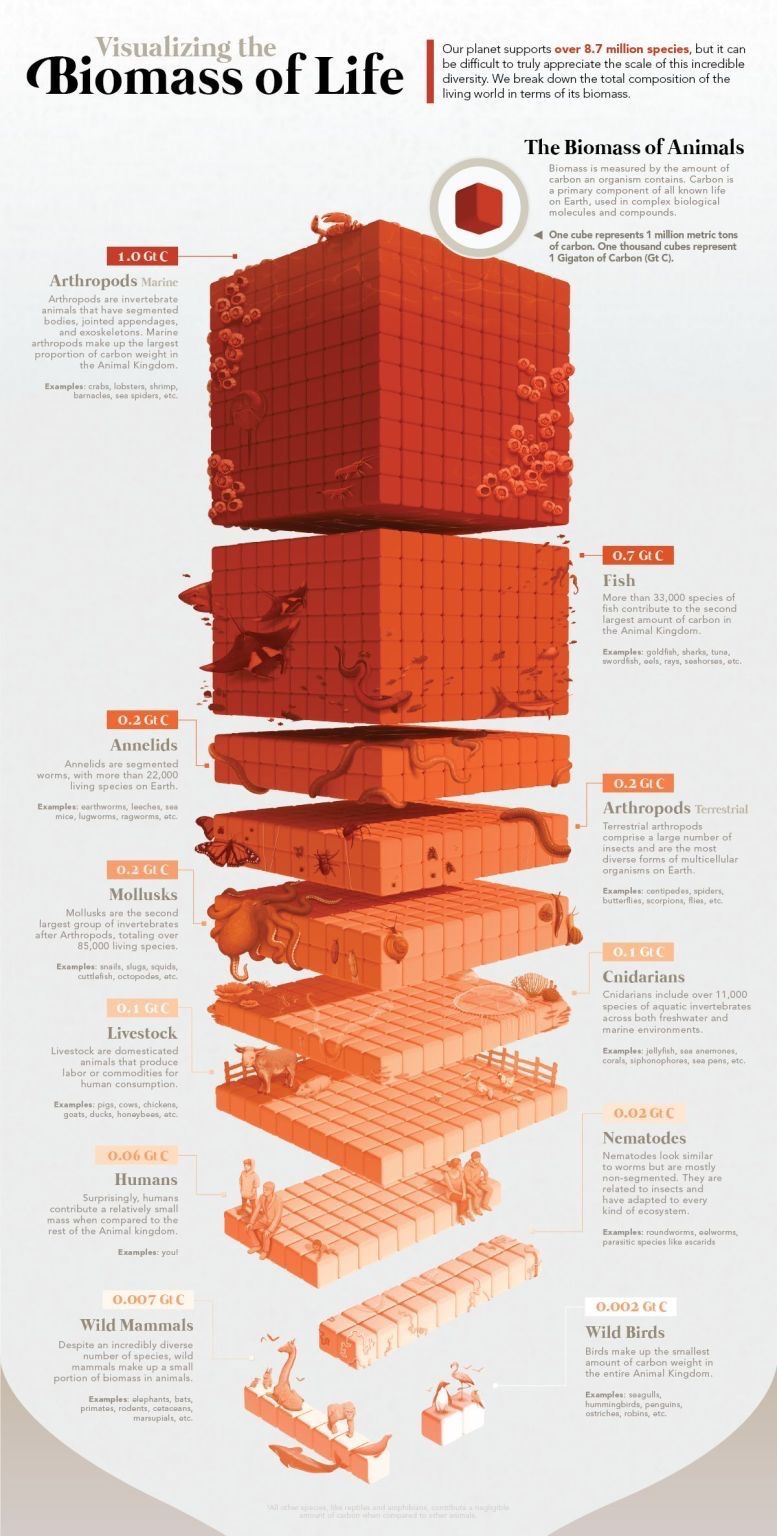 Visualizing the
Biomass of Life
Our planet supports over 8.7 million species, but it can
be difficult to truly appreciate the scale of this incredible
diversity. We break down the total composition of the
living world in terms of its biomass.
The Biomass of Animals
Biomass is measured by the amount of
carbon an organism contains. Carbon is
a primary component of all known life
on Earth, used in complex biological
molecules and compounds.
One cube represents 1 million metric tons
of carbon. One thousand cubes represent
1 Gigaton of Carbon (Gt C).
1.0 Gt C
Arthropods Marine
Arthropods are invertebrate
animals that have segmented
bodies, jointed appendages,
and exoskeletons. Marine
arthropods make up the largest
proportion of carbon weight in
the Animal Kingdom.
Examples: crabs, lobsters, shrimp,
barnacles, sea spiders, etc.
0.7 Gt C
Fish
More than 33,000 species of
fish contribute to the second
largest amount of carbon in
the Animal Kingdom.
Examples: goldfish, sharks, tuna,
swordfish, eels, rays, seahorses, etc.
0.2 Gt C
Annelids
Annelids are segmented
worms, with more than 22,000
living species on Earth.
Examples: earthworms, leeches, sea
mice, lugworms, ragworms, etc.
0.2 Gt C
Arthropods Terrestrial
Terrestrial arthropods
comprise a large number of
insects and are the most
diverse forms of multicellular
organisms on Earth.
Examples: centipedes, spiders,
butterflies, scorpions, flies, etc.
0.2 Gt C
Mollusks
Mollusks are the second
largest group of invertebrates
after Arthropods, totaling over
85,000 living species.
Examples: snails, slugs, squids,
cuttlefish, octopodes, etc.
0.1 Gt C
Cnidarians
Cnidarians include over 11,000
species of aquatic invertebrates
across both freshwater and
marine environments.
Examples: jellyfish, sea anemones,
corals, siphonophores, sea pens, etc.
0.1 Gt C
Livestock
Livestock are domesticated
animals that produce
labor or commodities for
human consumption.
Examples: pigs, cows, chickens,
goats, ducks, honeybees, etc.
0.02 Gt C
Nematodes
Nematodes look similar
to worms but are mostly
non-segmented. They are
related to insects and
have adapted to every
kind of ecosystem.
Examples: roundworms, eelworms,
parasitic species like ascarids
0.06 Gt C
Humans
Surprisingly, humans
contribute a relatively small
mass when compared to the
rest of the Animal kingdom.
Examples: you!
0.007 Gt C
Wild Mammals
Despite an incredibly diverse
number of species, wild
mammals make up a small
portion of biomass in animals.
Examples: elephants, bats,
primates, rodents, cetaceans,
marsupials, etc.
0.002 Gt C
Wild Birds
Birds make up the smallest
amount of carbon weight in
the entire Animal Kingdom.
Examples: seagulls,
hummingbirds, penguins,
ostriches, robins, etc.
*All other species, like reptiles and amphibians, contribute a negligible
amount of carbon when compared to other animals.